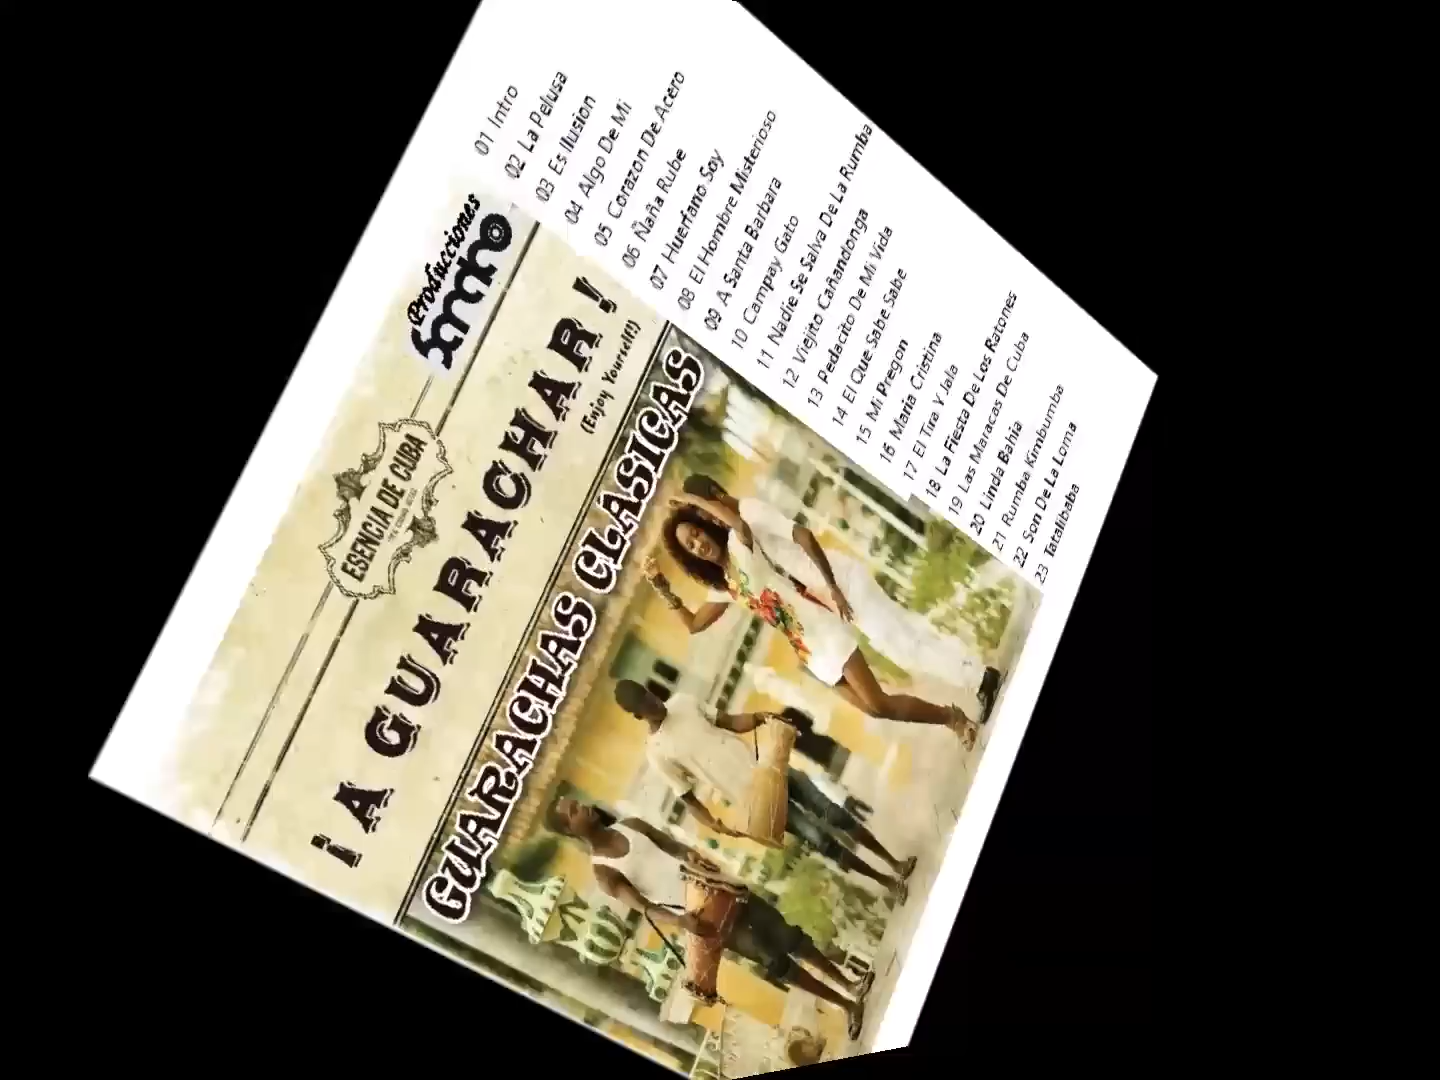 Producciones
Serrano
ESENCIA DE CUBA
¡A GUARACHAR!
(Enjoy Yourself!!)
GUARACHAS CLÁSICAS
01 Intro
02 La Pelusa
03 Es Ilusion
04 Algo De Mi
05 Corazon De Acero
06 Ñaña Rube
07 Huerfano Soy
08 El Hombre Misterioso
09 A Santa Barbara
10 Campay Gato
11 Nadie Se Salva De La Rumba
12 Viejito Cañandonga
13 Pedacito De Mi Vida
14 El Que Sabe Sabe
15 Mi Pregon
16 Maria Cristina
17 El Tira Y Jala
18 La Fiesta De Los Ratones
19 Las Maracas De Cuba
20 Linda Bahia
21 Rumba Kimbumba
22 Son De La Loma
23 Tatalibaba